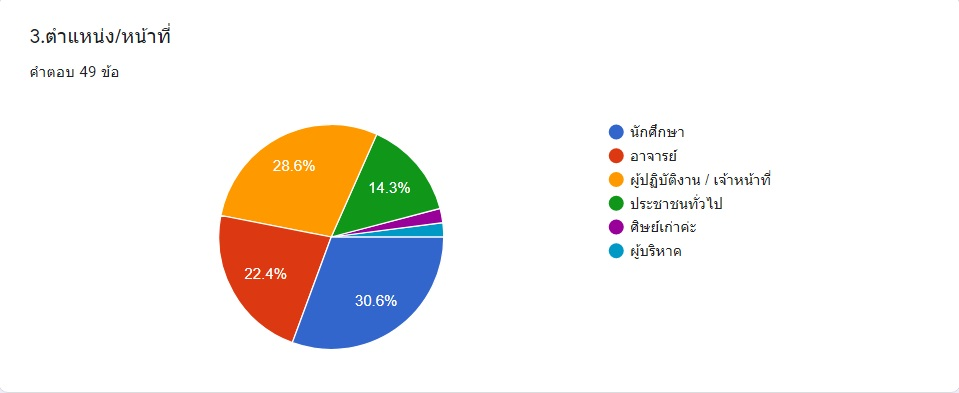 3.ตำแหน่ง/หน้าที่
คำตอบ 49 ข้อ
28.6%
14.3%
22.4%
30.6%
นักศึกษา
อาจารย์
ผู้ปฏิบัติงาน / เจ้าหน้าที่
ประชาชนทั่วไป
ศิษย์เก่าค่ะ
ผู้บริหาค